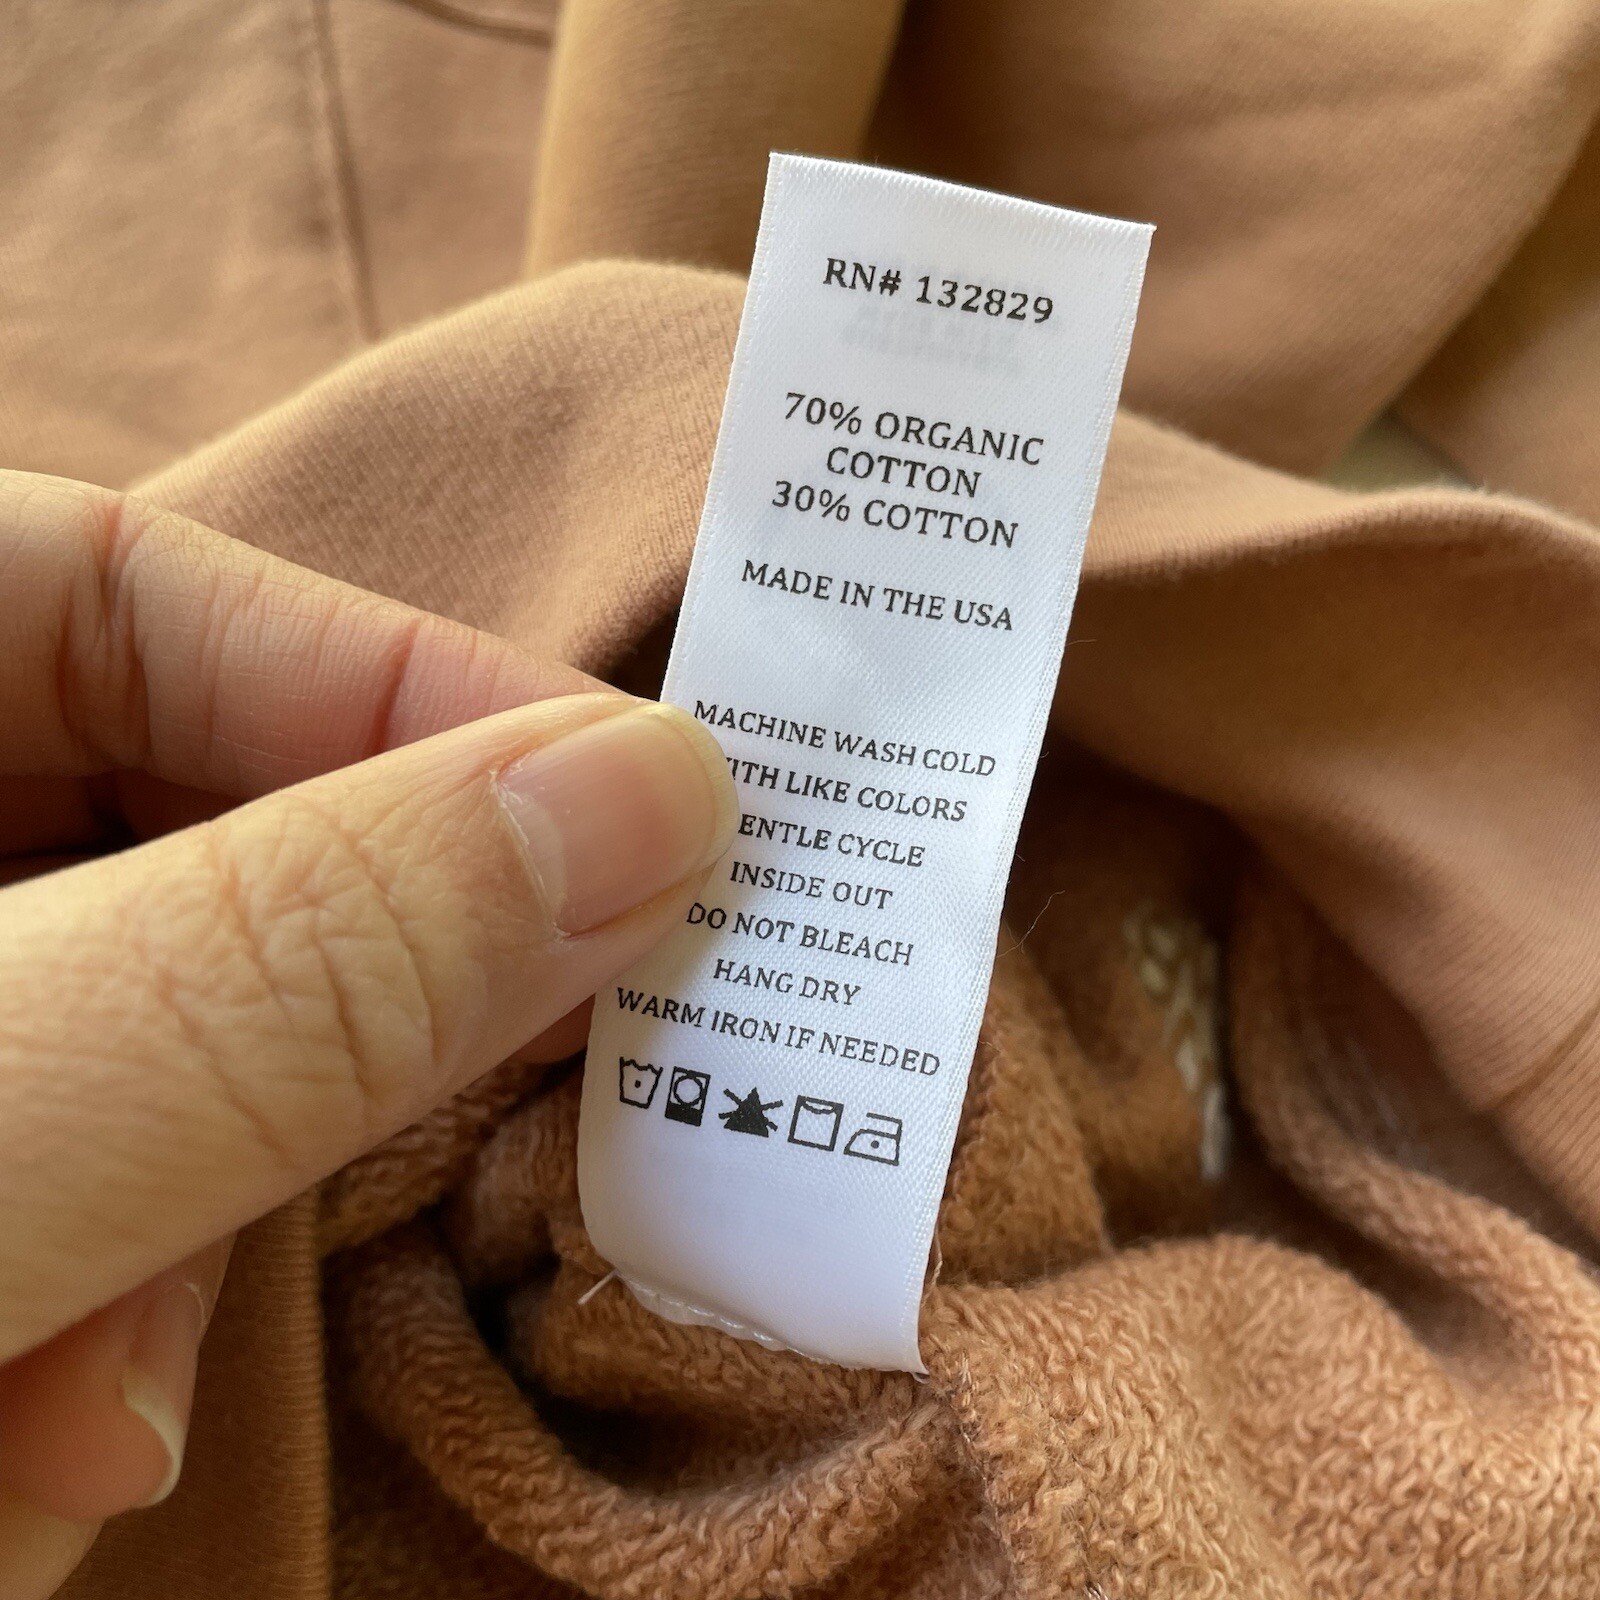 RN# 132829
70% ORGANIC
COTTON
30% COTTON
MADE IN THE USA
MACHINE WASH COLD
LIKE COLORS
CYCLE
INSIDE OUT
DO NOT BLEACH
HANG DRY
WARM IRON IF NEEDED